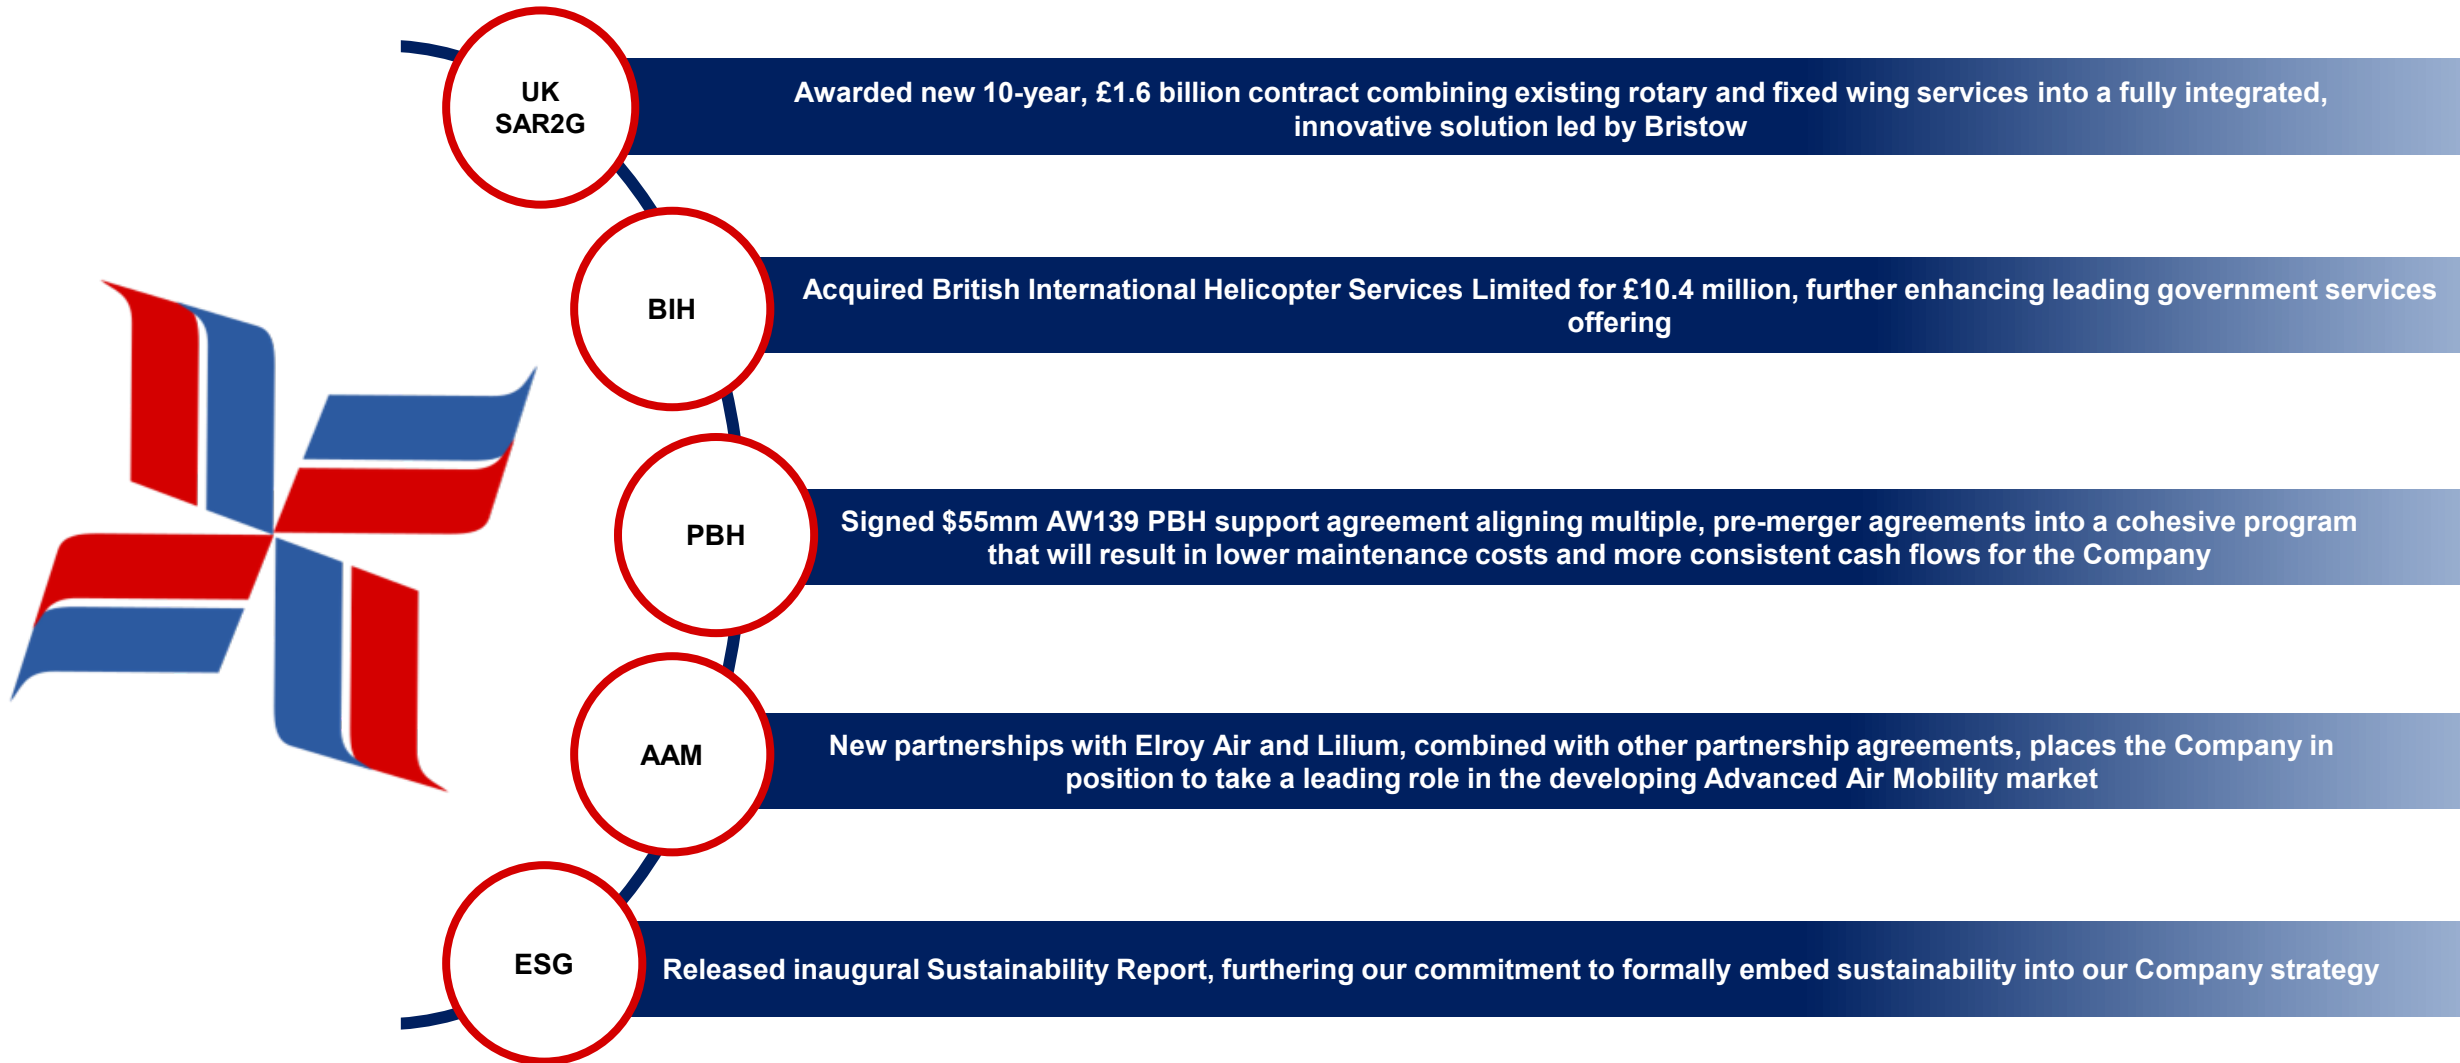 UK
SAR2G
Awarded new 10-year, £1.6 billion contract combining existing rotary and fixed wing services into a fully integrated,
innovative solution led by Bristow
BIH
Acquired British International Helicopter Services Limited for £10.4 million, further enhancing leading government services
offering
PBH
Signed $55mm AW139 PBH support agreement aligning multiple, pre-merger agreements into a cohesive program
that will result in lower maintenance costs and more consistent cash flows for the Company
AAM
New partnerships with Elroy Air and Lilium, combined with other partnership agreements, places the Company in
position to take a leading role in the developing Advanced Air Mobility market
ESG
Released inaugural Sustainability Report, furthering our commitment to formally embed sustainability into our Company strategy